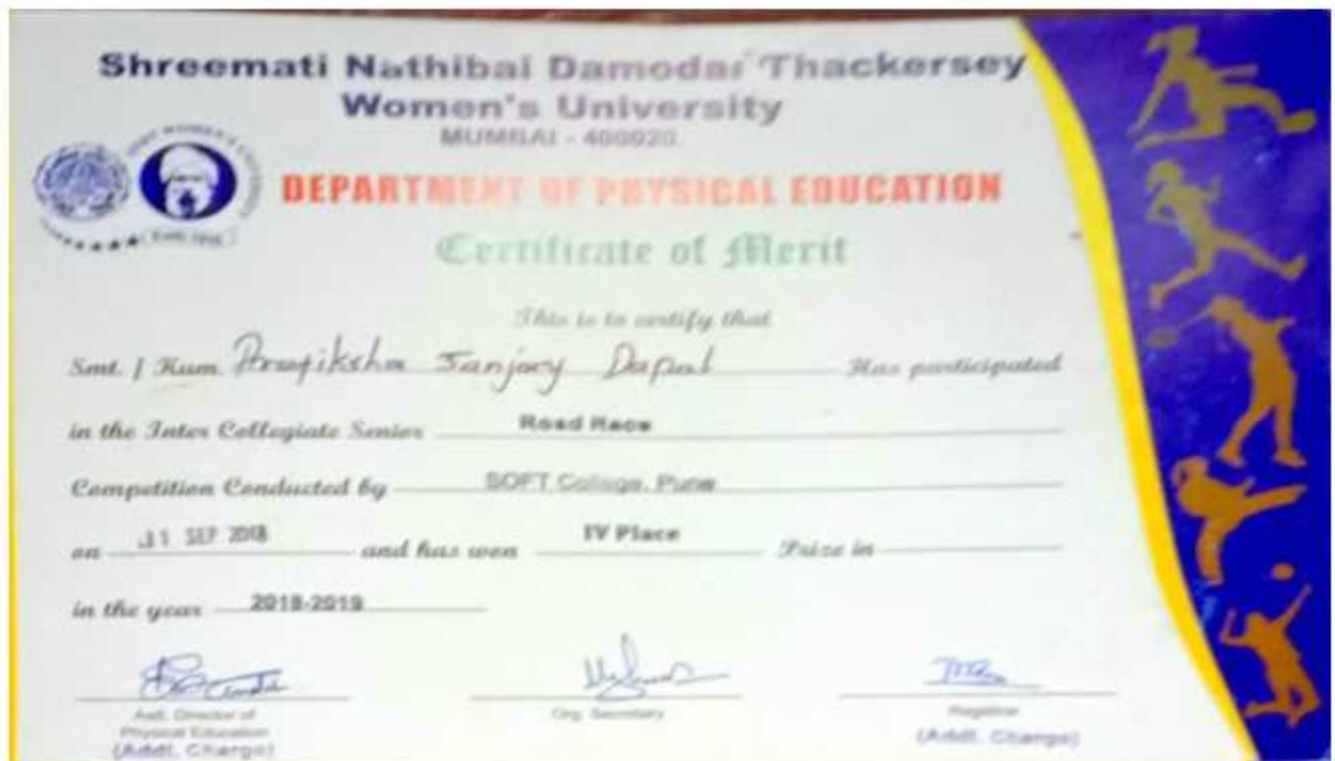 Shreemati Nathibai Damodar Thackersey
Women's University
MUMBAI - 400020.
DEPARTMENT OF PHYSICAL EDUCATION
Certificate of Merit
This is to certify that
Smt. / Kum. Has participated
in the Inter Collegiate Senior Road Race
Competition Conducted by SOFT College, Pune
on 11 SEP 2018 and has won IV Place Prize in
in the year 2018-2019
Asst. Director of Physical Education (Addl. Charge)
Org. Secretary
Registrar (Addl. Charge)